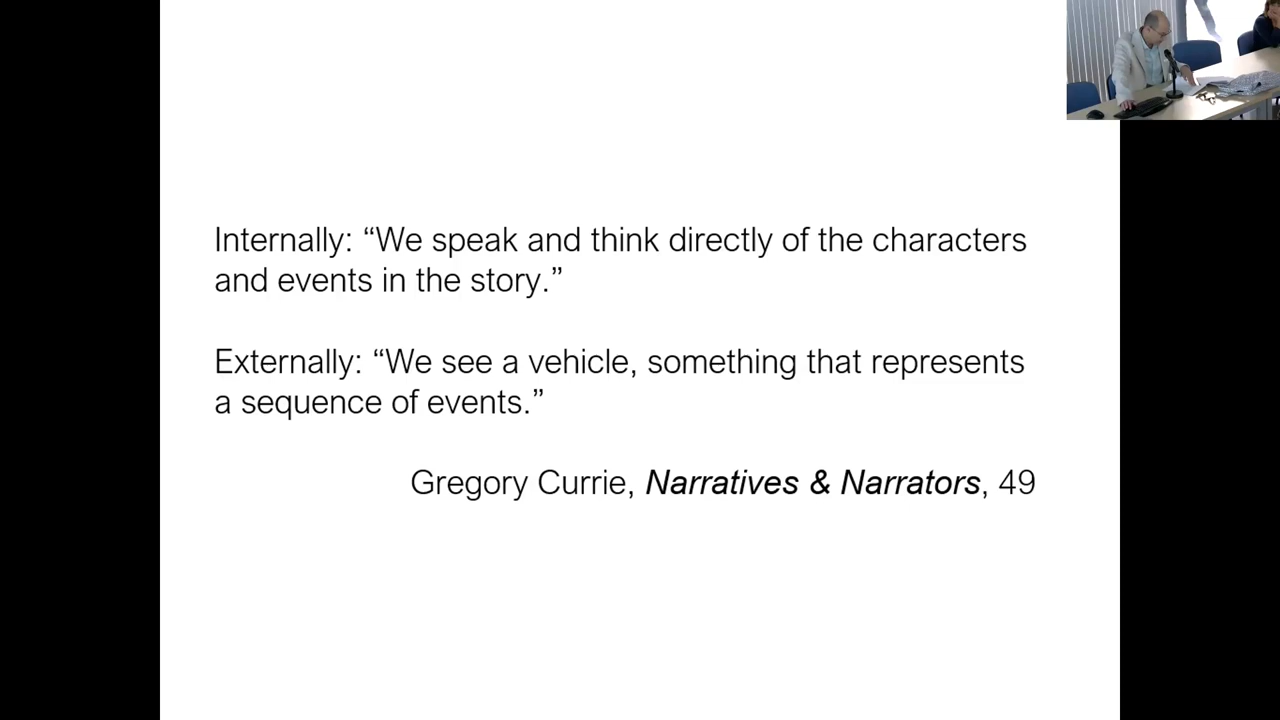 Internally: “We speak and think directly of the characters
and events in the story.”
Externally: “We see a vehicle, something that represents
a sequence of events.”
Gregory Currie, Narratives & Narrators, 49